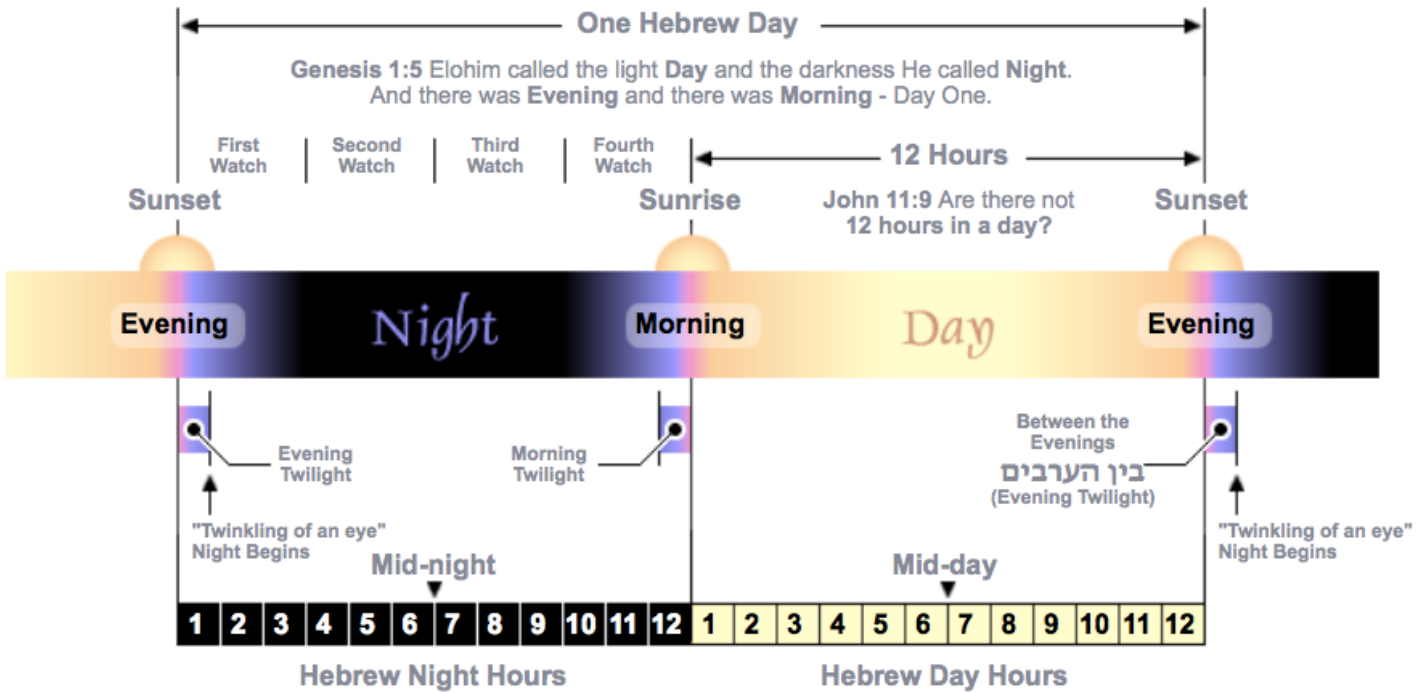 One Hebrew Day
Genesis 1:5 Elohim called the light Day and the darkness He called Night.
And there was Evening and there was Morning - Day One.
First
Watch
Second
Watch
Third
Watch
Fourth
Watch
12 Hours
Sunset
Sunrise
John 11:9 Are there not
12 hours in a day?
Sunset
Evening
Night
Morning
Day
Evening
Evening
Twilight
Morning
Twilight
Between the
Evenings
בין הערבים
(Evening Twilight)
"Twinkling of an eye"
Night Begins
"Twinkling of an eye"
Night Begins
Mid-night
Mid-day
1 2 3 4 5 6 7 8 9 10 11 12 1 2 3 4 5 6 7 8 9 10 11 12
Hebrew Night Hours
Hebrew Day Hours